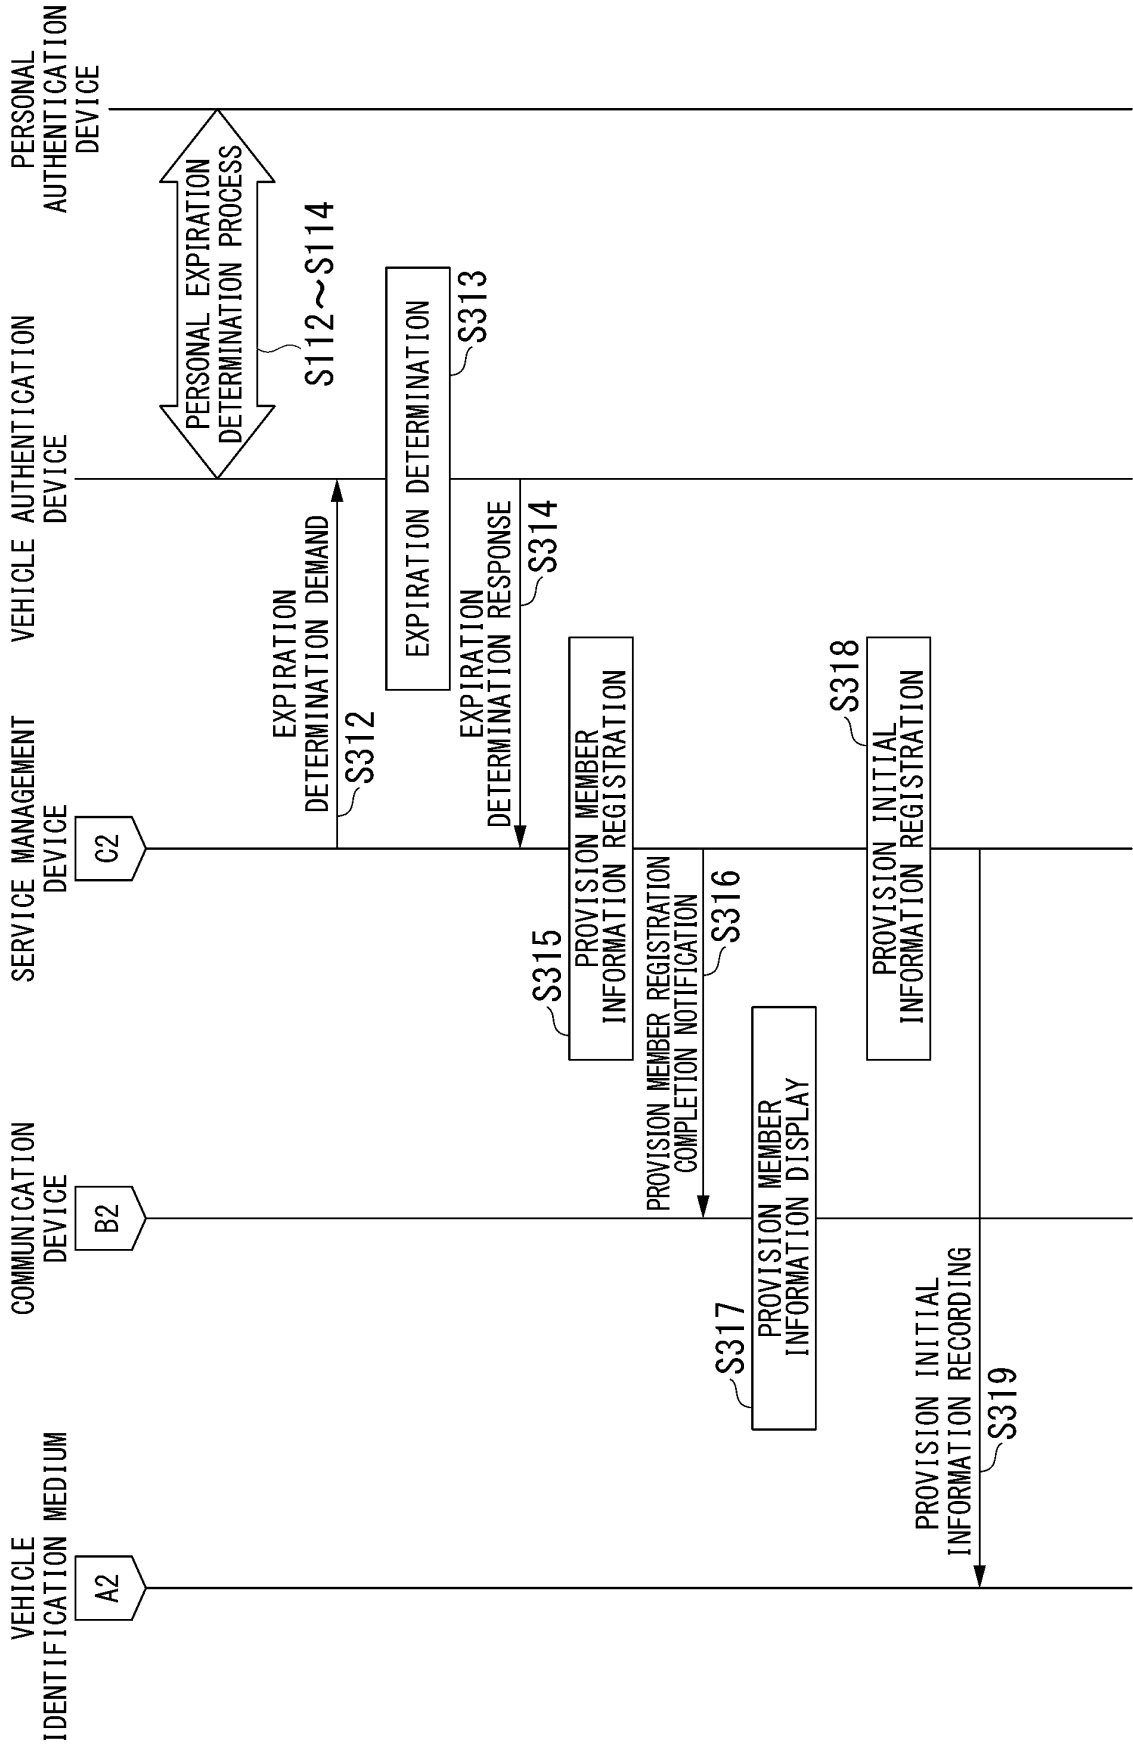 VEHICLE
IDENTIFICATION MEDIUM
A2
COMMUNICATION
DEVICE
B2
SERVICE MANAGEMENT
DEVICE
C2
VEHICLE AUTHENTICATION
DEVICE
PERSONAL
AUTHENTICATION
DEVICE
PERSONAL EXPIRATION
DETERMINATION PROCESS
S112~S114
EXPIRATION
DETERMINATION DEMAND
S312
EXPIRATION DETERMINATION
S313
EXPIRATION
DETERMINATION RESPONSE
S314
S315
PROVISION MEMBER
INFORMATION REGISTRATION
PROVISION MEMBER REGISTRATION
COMPLETION NOTIFICATION
S316
S317
PROVISION MEMBER
INFORMATION DISPLAY
S318
PROVISION INITIAL
INFORMATION REGISTRATION
PROVISION INITIAL
INFORMATION RECORDING
S319